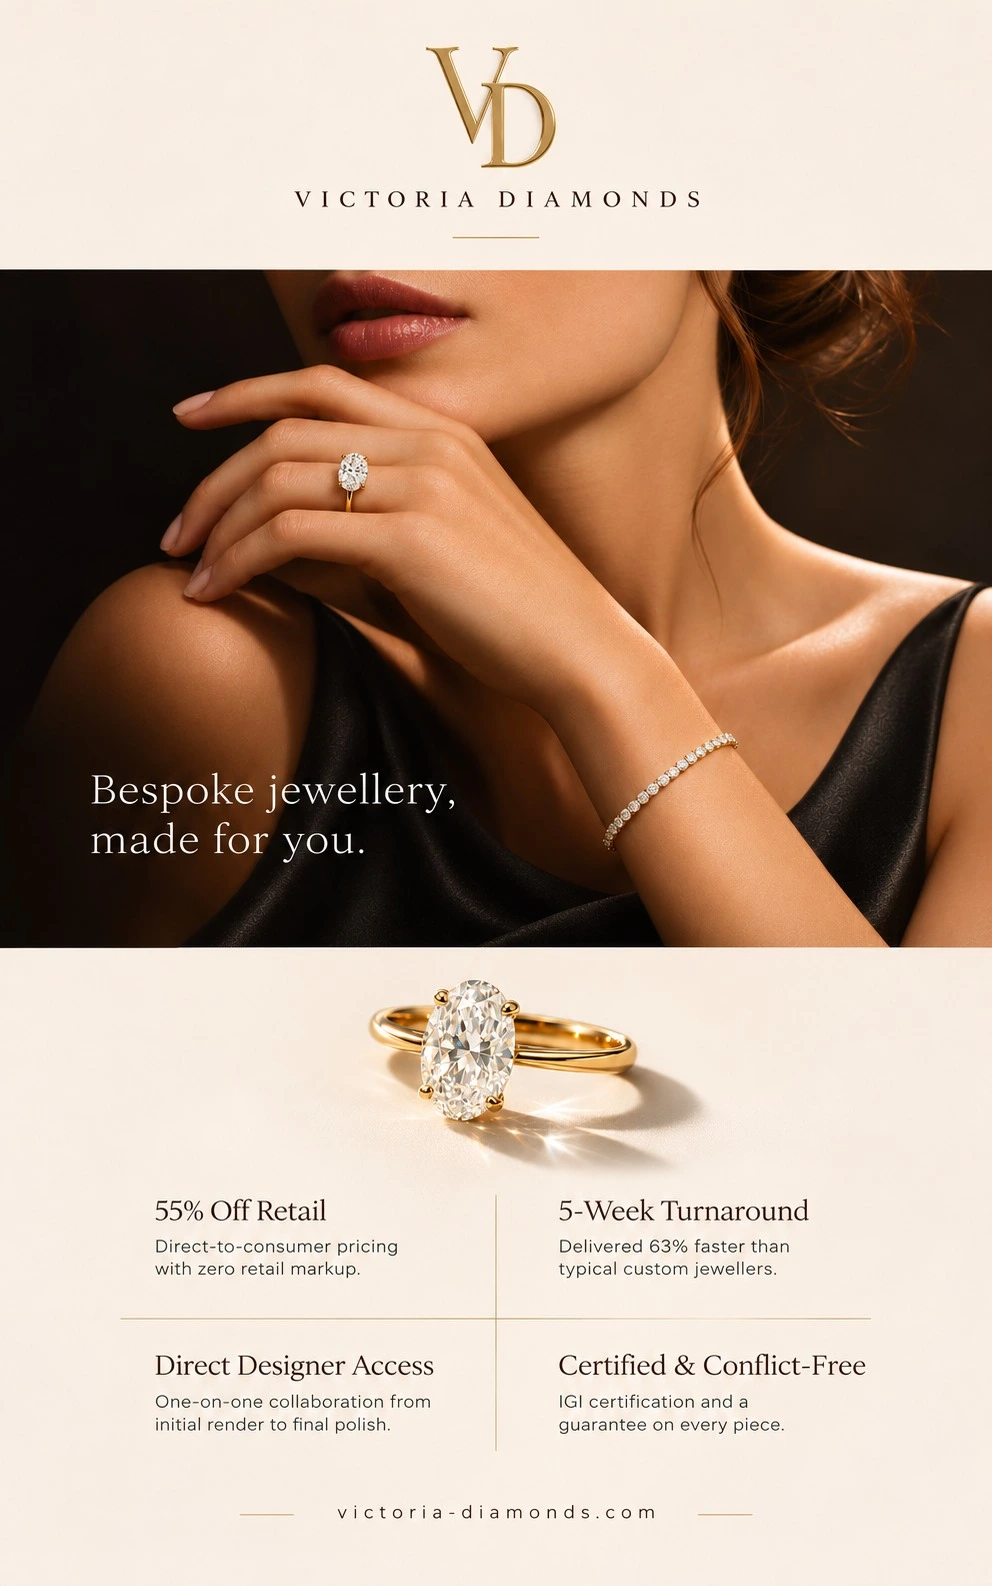 VD
VICTORIA DIAMONDS
Bespoke jewellery,
made for you.
55% Off Retail
Direct-to-consumer pricing
with zero retail markup.
5-Week Turnaround
Delivered 63% faster than
typical custom jewellers.
Direct Designer Access
One-on-one collaboration from
initial render to final polish.
Certified & Conflict-Free
IGI certification and a
guarantee on every piece.
victoria-diamonds.com